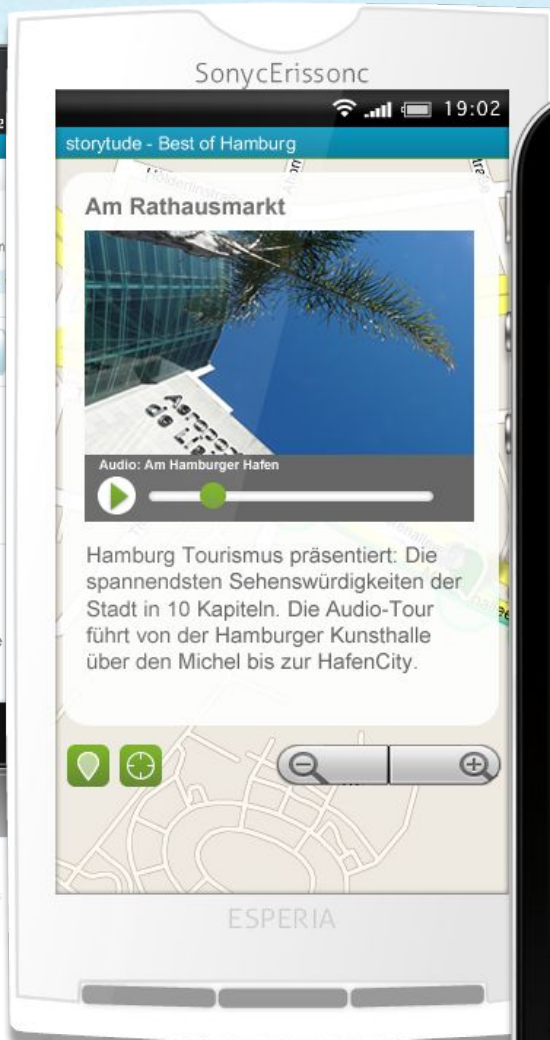 SonycErissonc
19:02
storytude - Best of Hamburg
Am Rathausmarkt
Audio: Am Hamburger Hafen
Hamburg Tourismus präsentiert: Die
spannendsten Sehenswürdigkeiten der
Stadt in 10 Kapiteln. Die Audio-Tour
führt von der Hamburger Kunsthalle
über den Michel bis zur HafenCity.
ESPERIA